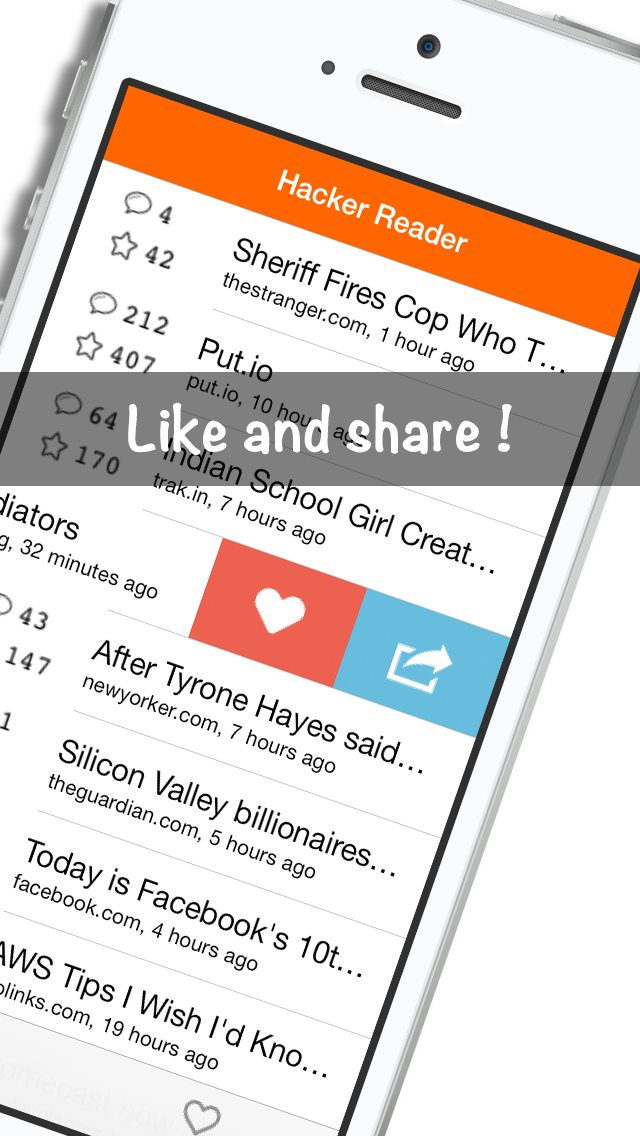 Hacker Reader
4
42
Sheriff Fires Cop Who T...
thestranger.com, 1 hour ago
212
407
Put.io
put.io, 10 hours ago
Like and share !
64
170
Indian School Girl Creat...
trak.in, 7 hours ago
diators
g, 32 minutes ago
43
147
After Tyrone Hayes said...
newyorker.com, 7 hours ago
1
Silicon Valley billionaires...
theguardian.com, 5 hours ago
Today is Facebook's 10t...
facebook.com, 4 hours ago
AWS Tips I Wish I'd Kno...
olinks.com, 19 hours ago